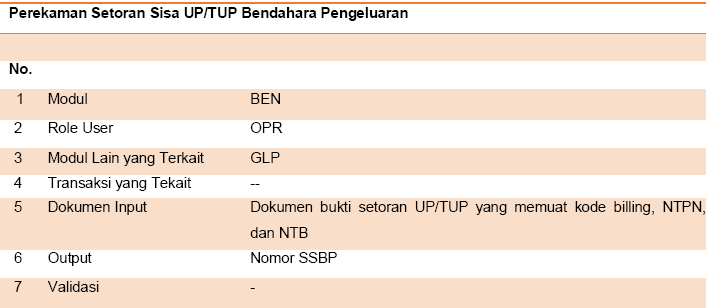 Perekaman Setoran Sisa UP/TUP Bendahara Pengeluaran
No.
1 Modul BEN
2 Role User OPR
3 Modul Lain yang Terkait GLP
4 Transaksi yang Tekait --
5 Dokumen Input Dokumen bukti setoran UP/TUP yang memuat kode billing, NTPN,
dan NTB
6 Output Nomor SSBP
7 Validasi -